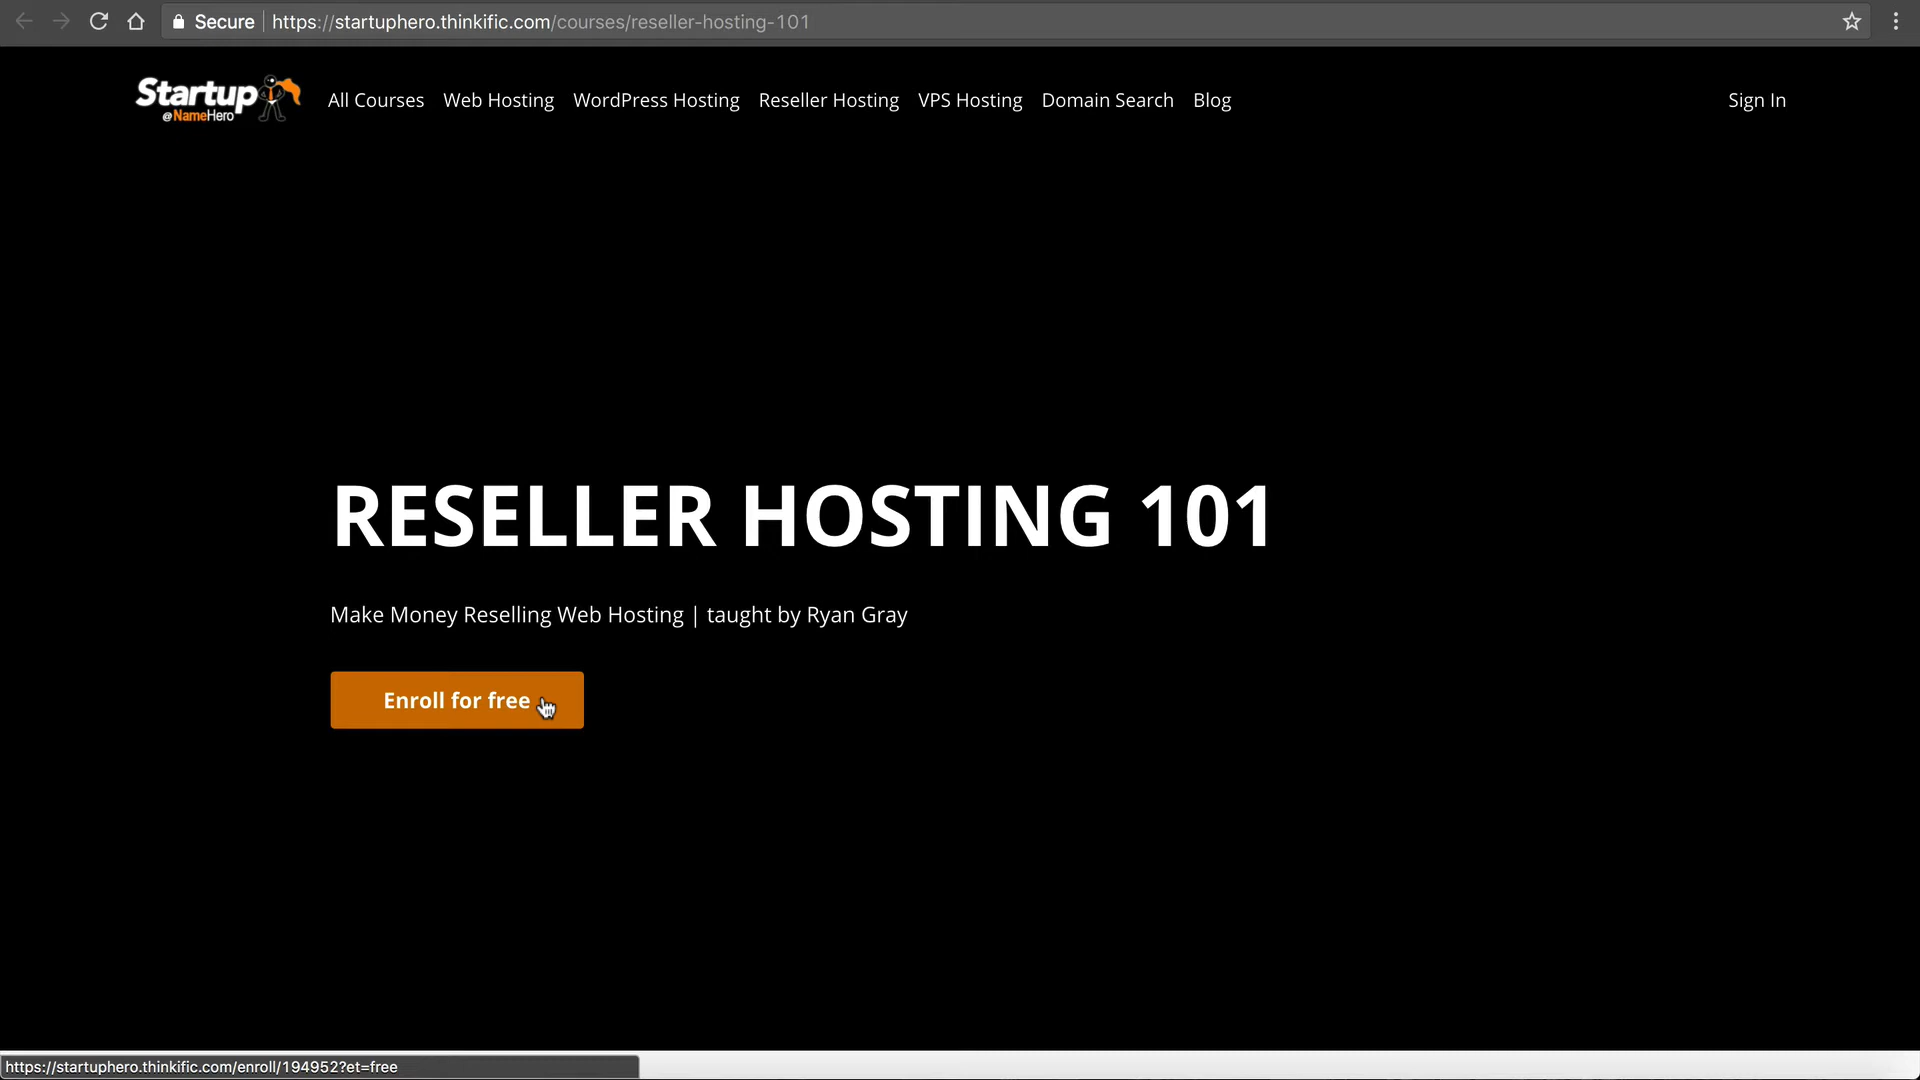 Secure https://startuphero.thinkific.com/courses/reseller-hosting-101
Startup
@NameHero
All Courses Web Hosting WordPress Hosting Reseller Hosting VPS Hosting Domain Search Blog Sign In
RESELLER HOSTING 101
Make Money Reselling Web Hosting | taught by Ryan Gray
Enroll for free
https://startuphero.thinkific.com/enroll/194952?et=free